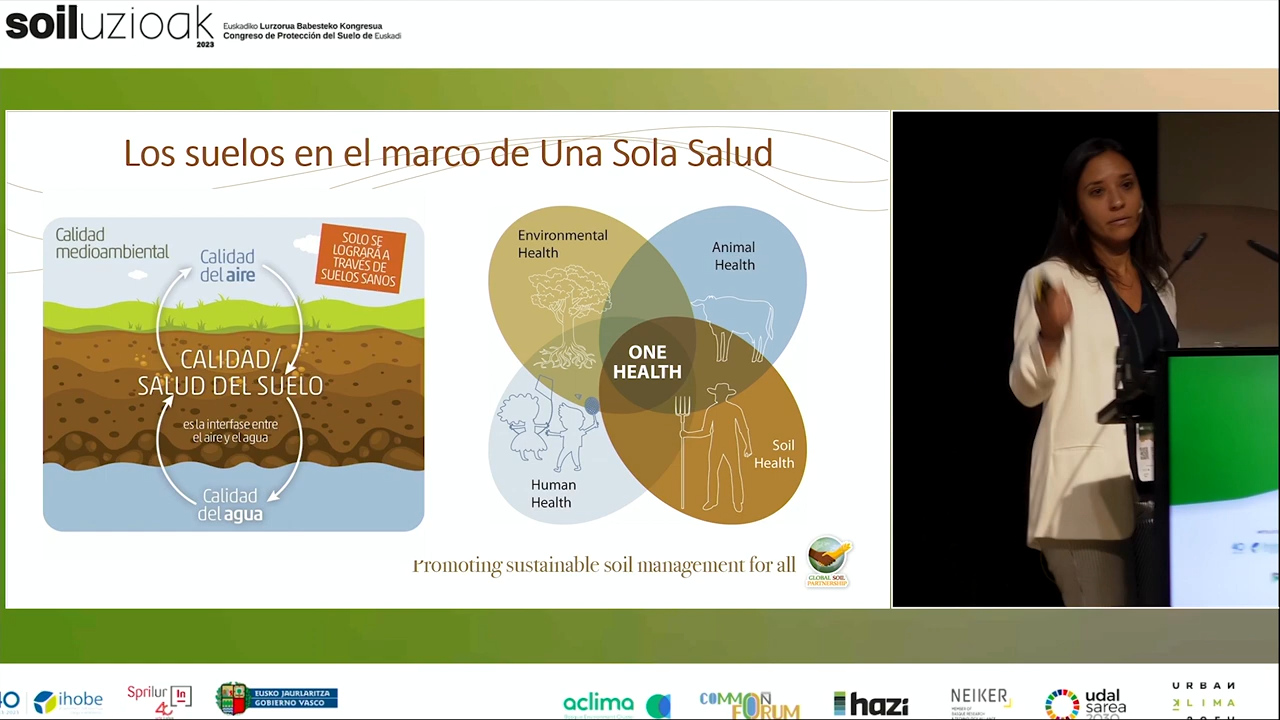 soiluzioak
2023
Euskadiko Lurzorua Babesteko Kongresua
Congreso de Protección del Suelo de Euskadi
Los suelos en el marco de Una Sola Salud
Calidad
medioambiental
Calidad
del aire
SOLO SE
LOGRARÁ A
TRAVÉS DE
SUELOS SANOS
CALIDAD/
SALUD DEL SUELO
es la interfase entre
el aire y el agua
Calidad
del agua
Environmental
Health
Animal
Health
ONE
HEALTH
Human
Health
Soil
Health
Promoting sustainable soil management for all
GLOBAL SOIL
PARTNERSHIP
ihobe
Sprilur
EUSKO JAURLARITZA
GOBIERNO VASCO
aclima
COMMON
FORUM
hazi
NEIKER
udal
sarea
2030
URBAN
KLIMA